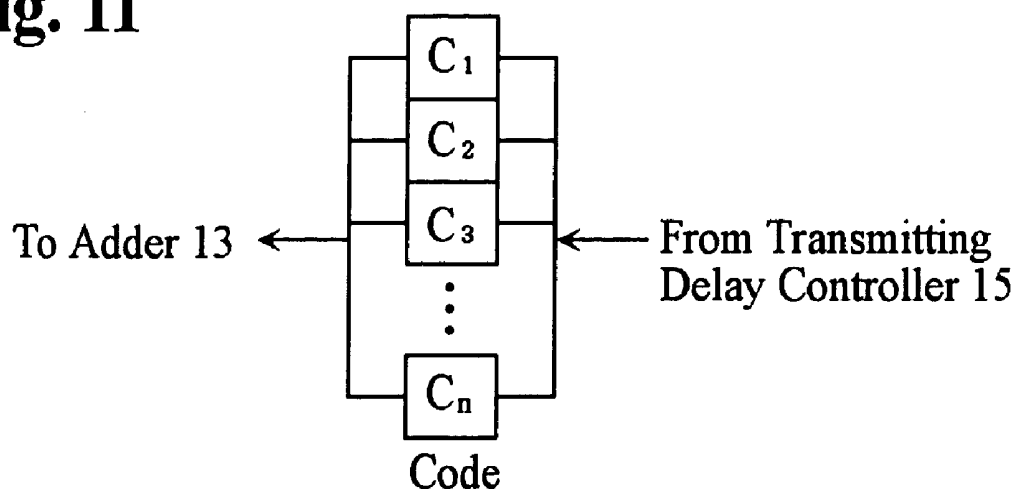 ig. 11
C₁
C₂
C₃
To Adder 13
From Transmitting
Delay Controller 15
Cₙ
Code